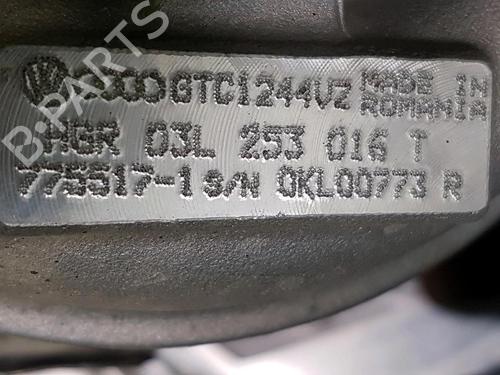 B-PARTS
GTC1244VZ MADE IN
ROMANIA
HGR 03L 253 016 T
775517-1 S/N 0KL00773 R